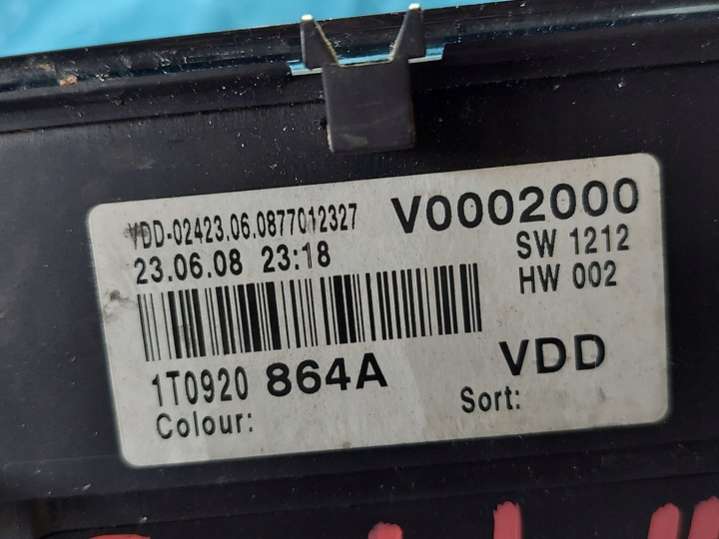 VDD-02423.06.0877012327 V0002000
23.06.08 23:18 SW 1212
HW 002
1T0920 864A VDD
Colour: Sort: